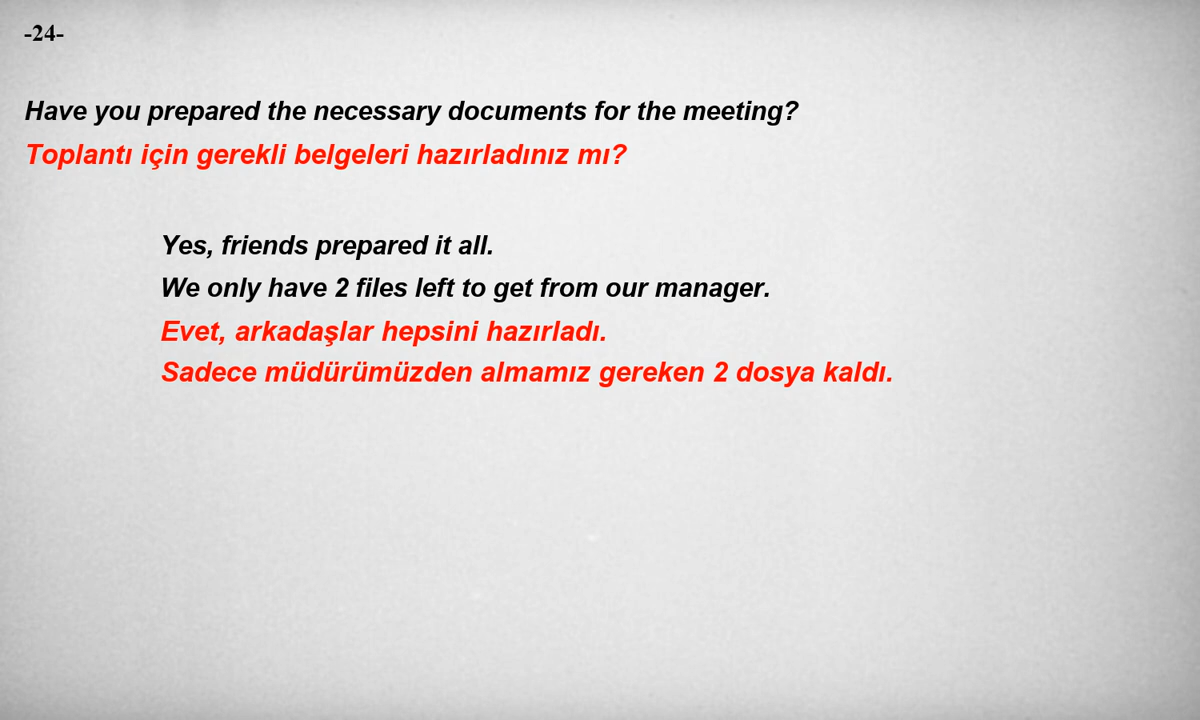 -24-
Have you prepared the necessary documents for the meeting?
Toplantı için gerekli belgeleri hazırladınız mı?
Yes, friends prepared it all.
We only have 2 files left to get from our manager.
Evet, arkadaşlar hepsini hazırladı.
Sadece müdürümüzden almamız gereken 2 dosya kaldı.